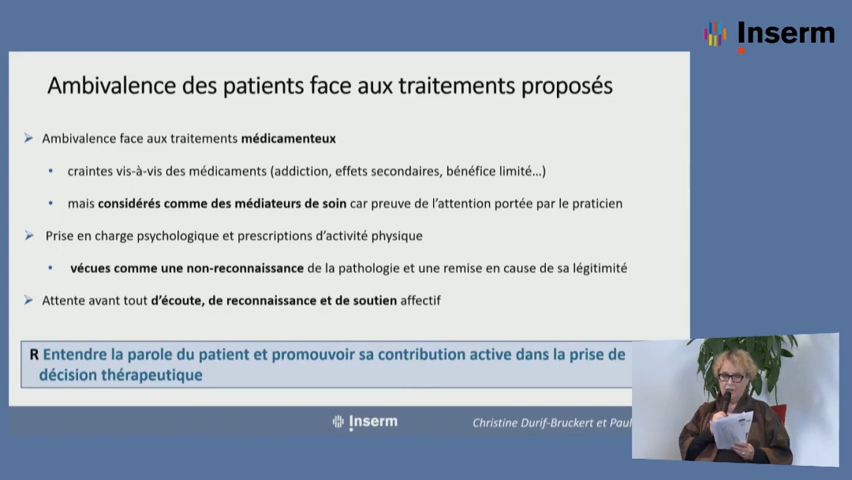 Inserm
Ambivalence des patients face aux traitements proposés
Ambivalence face aux traitements médicamenteux
craintes vis-à-vis des médicaments (addiction, effets secondaires, bénéfice limité...)
mais considérés comme des médiateurs de soin car preuve de l'attention portée par le praticien
Prise en charge psychologique et prescriptions d'activité physique
vécues comme une non-reconnaissance de la pathologie et une remise en cause de sa légitimité
Attente avant tout d'écoute, de reconnaissance et de soutien affectif
R Entendre la parole du patient et promouvoir sa contribution active dans la prise de
décision thérapeutique
Inserm
Christine Durif-Bruckert et Paul